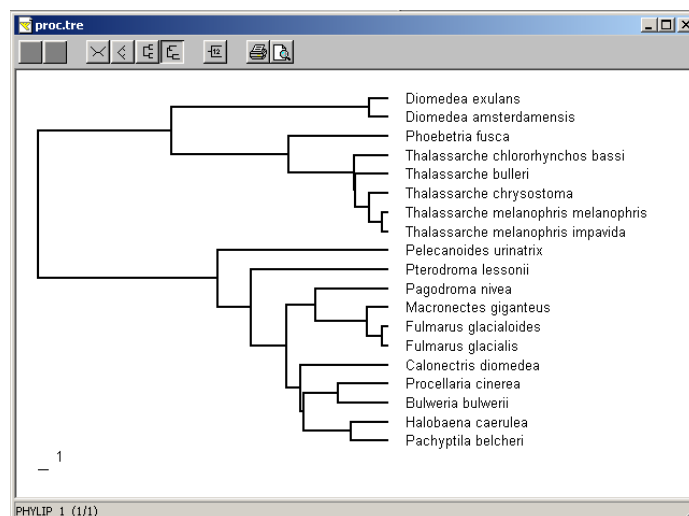 proc.tre
Diomedea exulans
Diomedea amsterdamensis
Phoebetria fusca
Thalassarche chlororhynchos bassi
Thalassarche bulleri
Thalassarche chrysostoma
Thalassarche melanophris melanophris
Thalassarche melanophris impavida
Pelecanoides urinatrix
Pterodroma lessonii
Pagodroma nivea
Macronectes giganteus
Fulmarus glacialoides
Fulmarus glacialis
Calonectris diomedea
Procellaria cinerea
Bulweria bulwerii
Halobaena caerulea
Pachyptila belcheri
1
PHYLIP_1 (1/1)